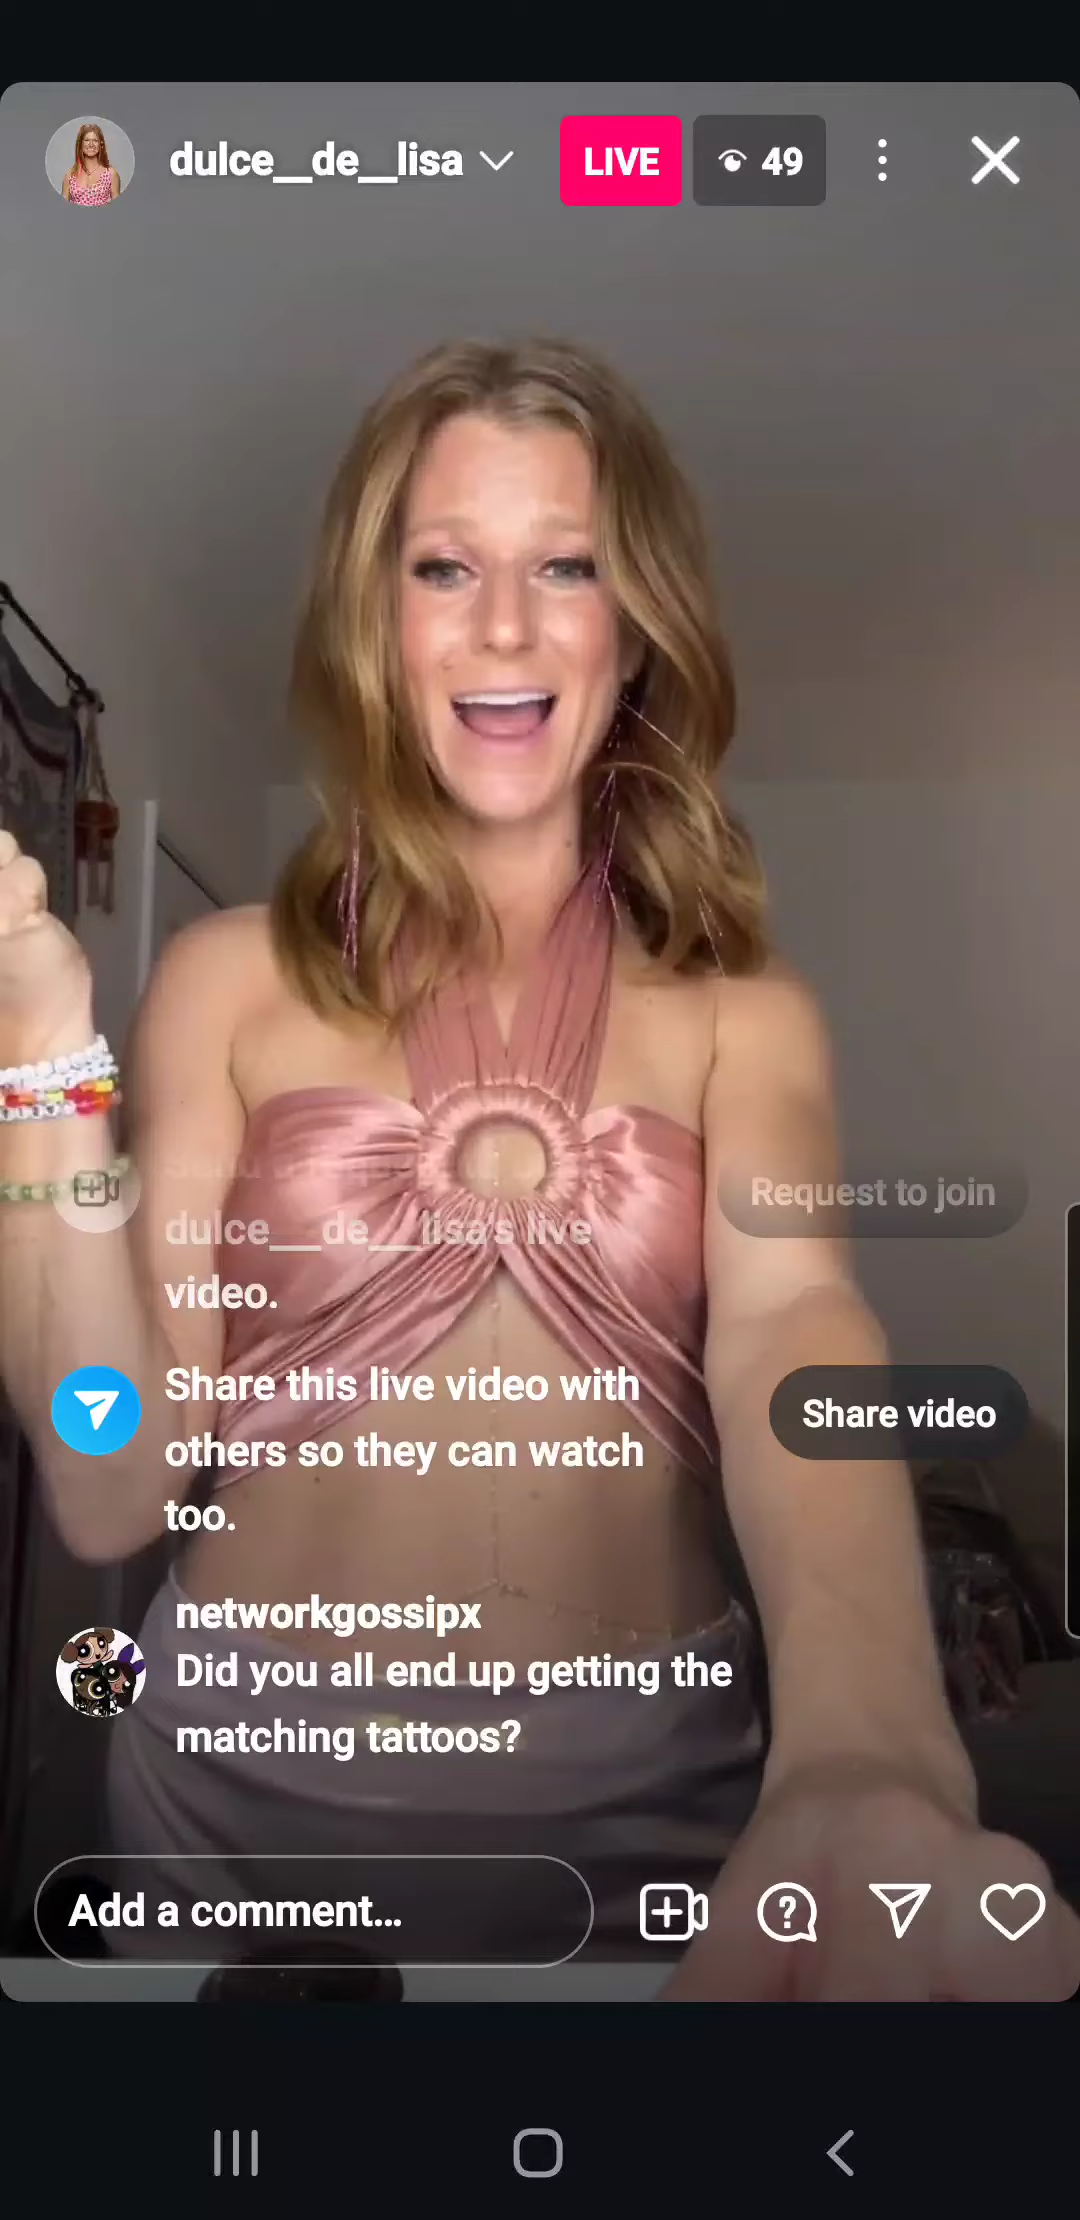 dulce__de__lisa
LIVE
49
Request to join
dulce__de__lisa's live
video.
Share this live video with
others so they can watch
too.
Share video
networkgossipx
Did you all end up getting the
matching tattoos?
Add a comment...